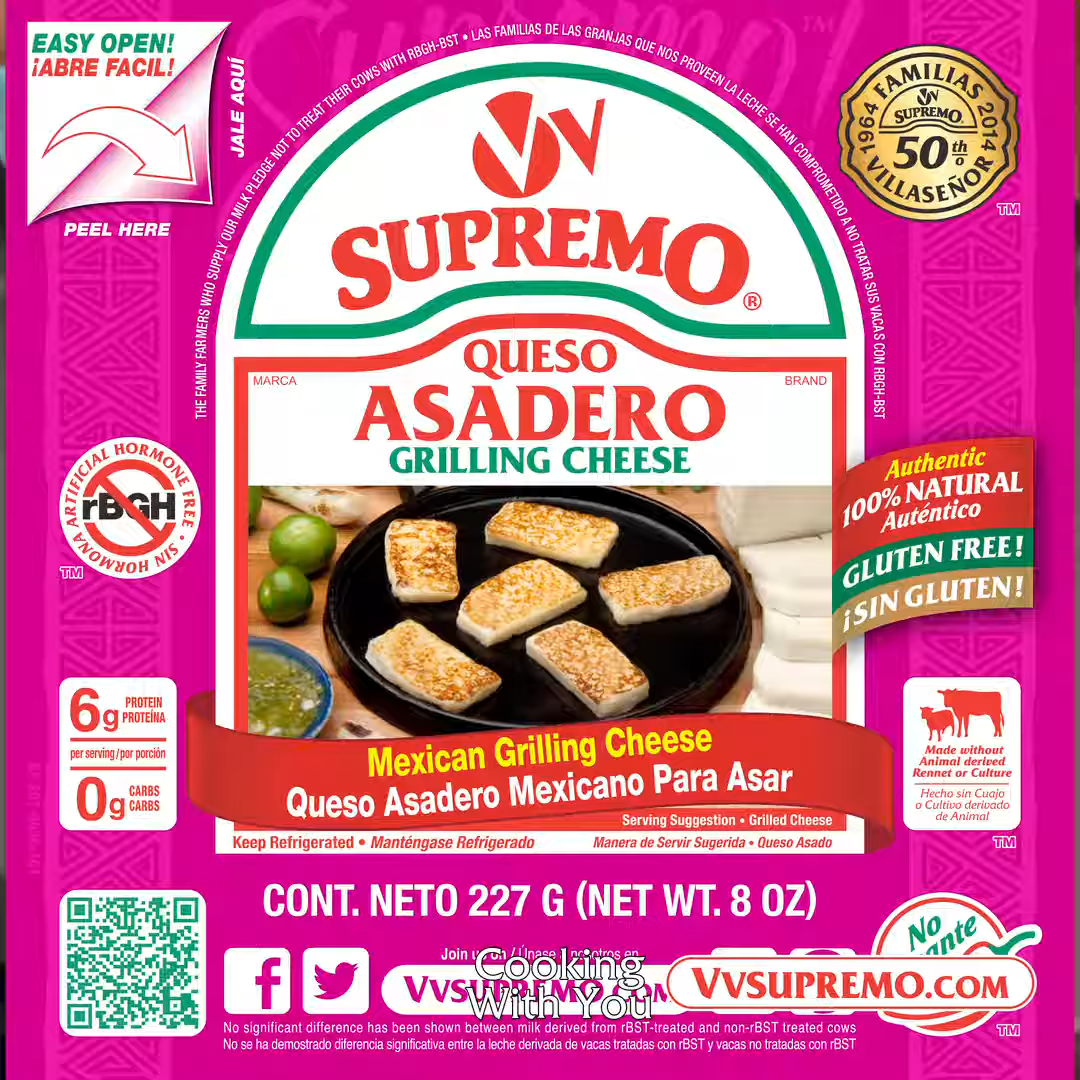 EASY OPEN!
¡ABRE FACIL!
JALE AQUÍ
PEEL HERE
THE FAMILY FARMERS WHO SUPPLY OUR MILK PLEDGE NOT TO TREAT THEIR COWS WITH RBGH-BST • LAS FAMILIAS DE LAS GRANJAS QUE NOS PROVEEN LA LECHE SE HAN COMPROMETIDO A NO TRATAR SUS VACAS CON RBGH-BST
TM
FAMILIAS
1964
2014
VV
SUPREMO
50th
o
VILLASEÑOR
TM
VV
SUPREMO®
QUESO
MARCA
BRAND
ASADERO
GRILLING CHEESE
ARTIFICIAL HORMONE FREE • SIN HORMONA
rBGH
TM
Authentic
100% NATURAL
Auténtico
GLUTEN FREE!
¡SIN GLUTEN!
6g PROTEIN
PROTEÍNA
per serving/por porción
0g CARBS
CARBS
Made without
Animal derived
Rennet or Culture
Hecho sin Cuajo
o Cultivo derivado
de Animal
TM
Mexican Grilling Cheese
Queso Asadero Mexicano Para Asar
Serving Suggestion • Grilled Cheese
Keep Refrigerated • Manténgase Refrigerado
Manera de Servir Sugerida • Queso Asado
CONT. NETO 227 G (NET WT. 8 OZ)
No
Join
Cooking
With You
VVSUPREMO.COM
VVSUPREMO.COM
TM
No significant difference has been shown between milk derived from rBST-treated and non-rBST treated cows
No se ha demostrado diferencia significativa entre la leche derivada de vacas tratadas con rBST y vacas no tratadas con rBST